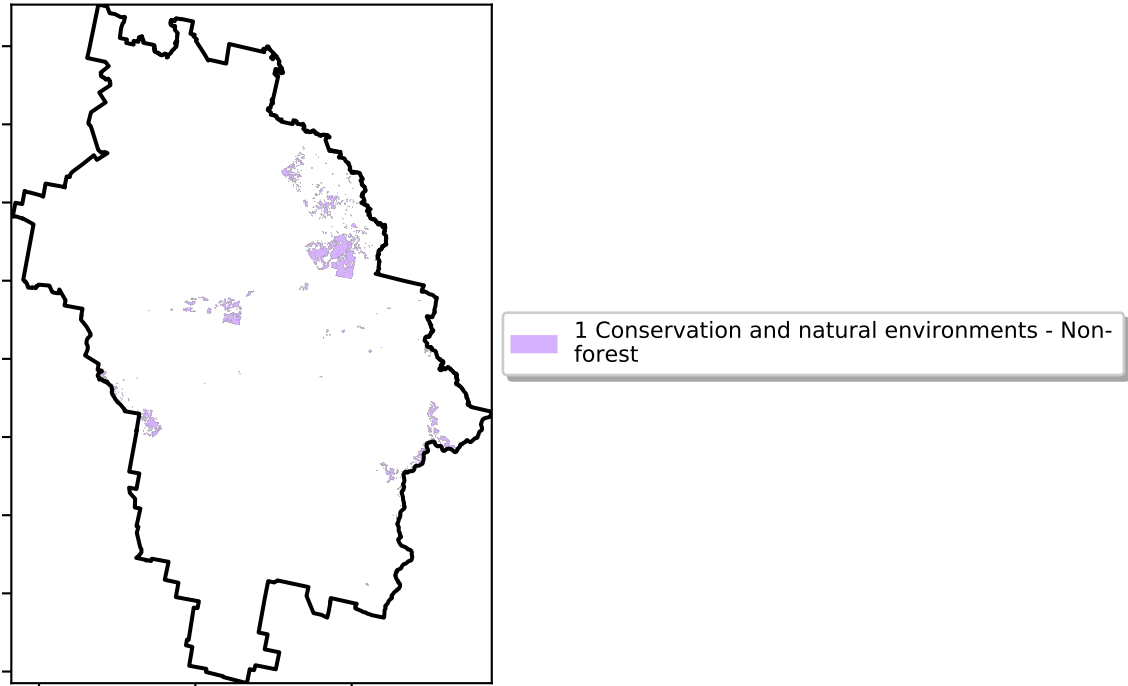 1 Conservation and natural environments - Non-
forest